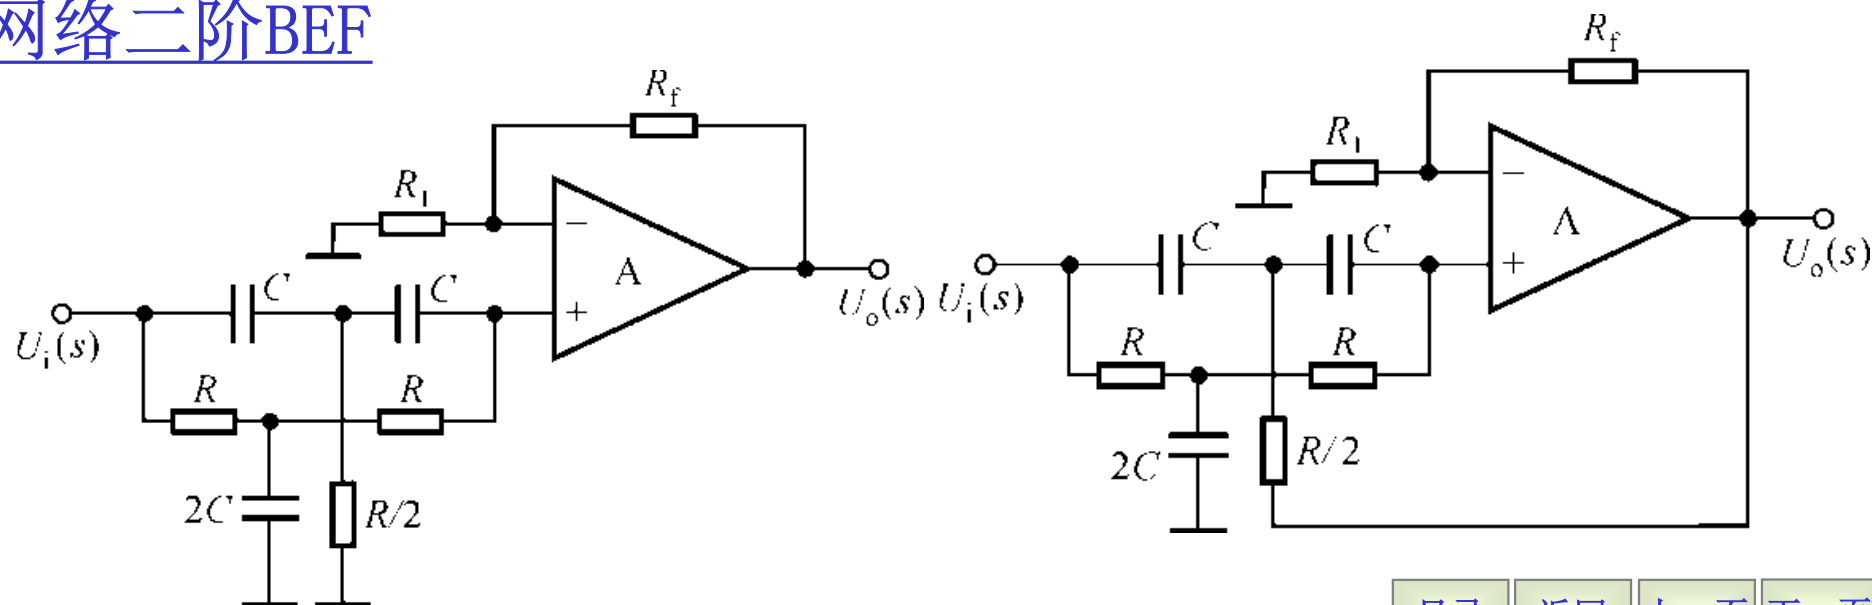 网络二阶BEF
Rf
R1
A
C
C
Ui(s)
Uo(s)
R
R
2C
R/2
Rf
R1
A
C
C
Ui(s)
Uo(s)
R
R
2C
R/2